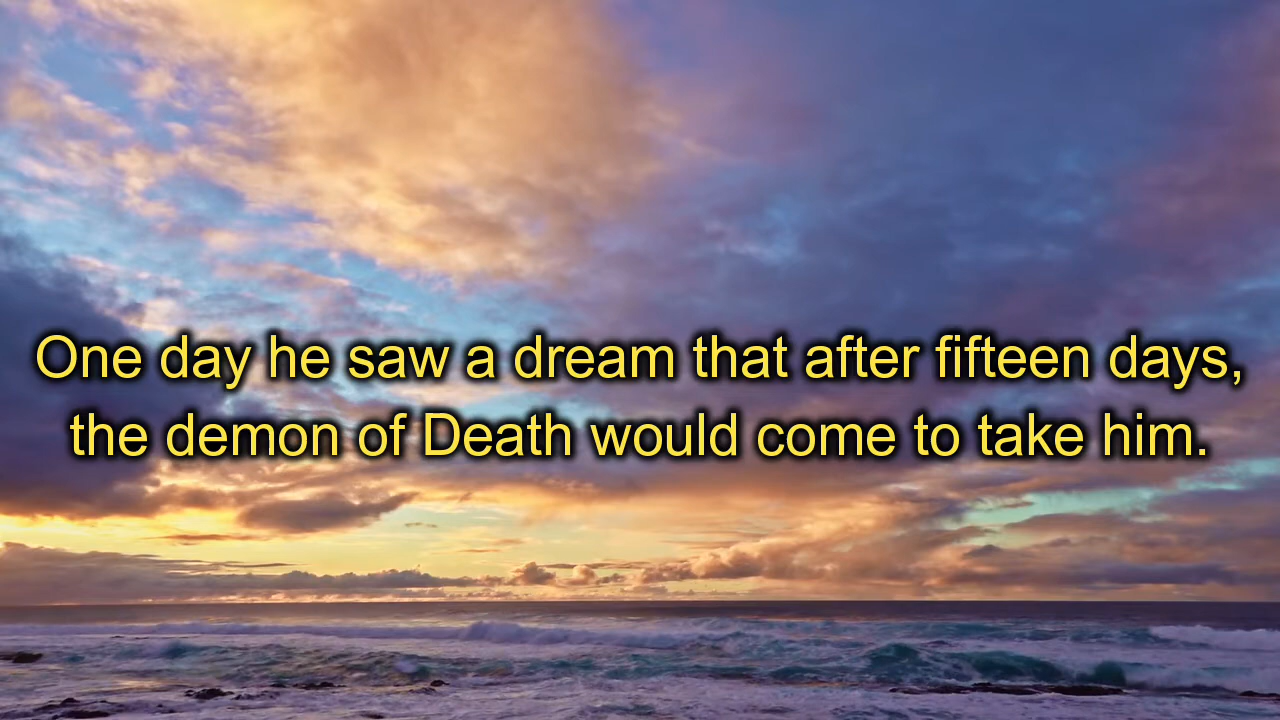 One day he saw a dream that after fifteen days,
the demon of Death would come to take him.